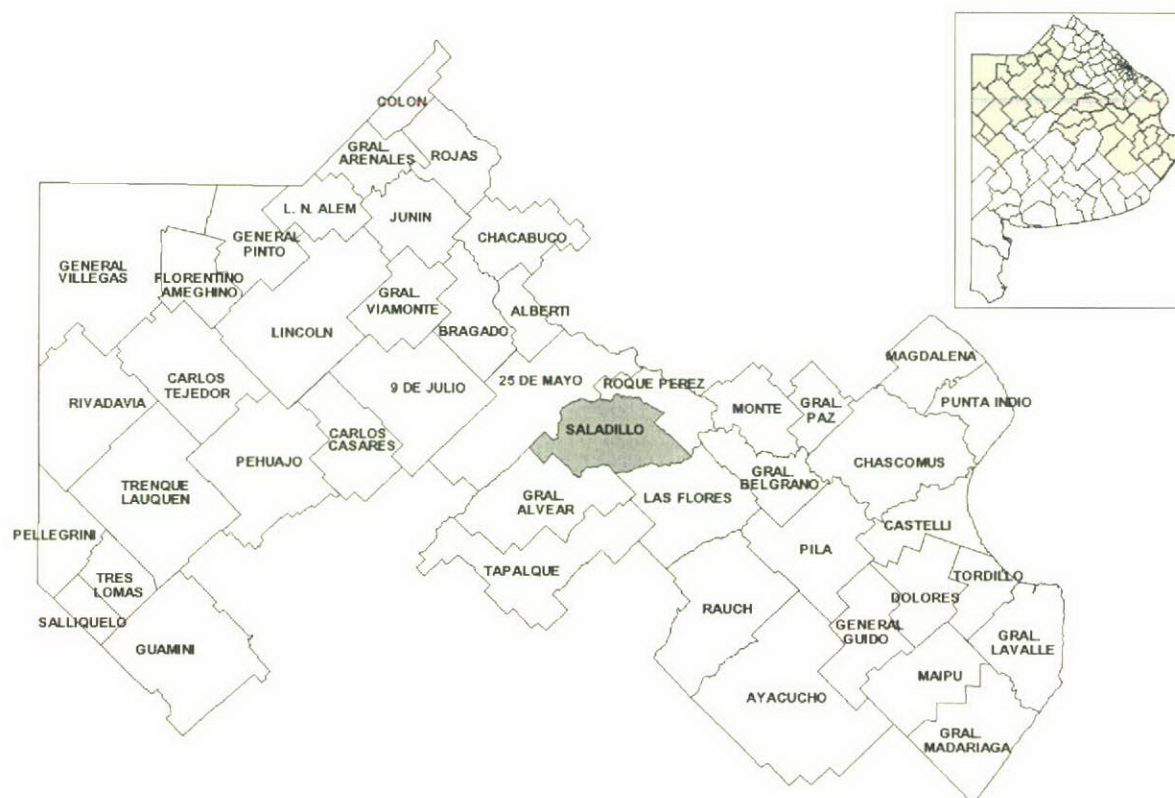 COLON
GRAL.
ARENALES
ROJAS
L. N. ALEM
JUNIN
CHACABUCO
GENERAL
PINTO
GENERAL
VILLEGAS
FLORENTINO
AMEGHINO
GRAL.
VIAMONTE
ALBERTI
LINCOLN
BRAGADO
MAGDALENA
CARLOS
TEJEDOR
9 DE JULIO
25 DE MAYO
ROQUE PEREZ
RIVADAVIA
MONTE
GRAL.
PAZ
PUNTA INDIO
SALADILLO
CARLOS
CASARES
PEHUAJO
CHASCOMUS
TRENQUE
LAUQUEN
GRAL.
BELGRANO
LAS FLORES
GRAL.
ALVEAR
CASTELLI
PELLEGRINI
PILA
TAPALQUE
TRES
LOMAS
TORDILLO
DOLORES
RAUCH
SALLIQUELO
GENERAL
GUIDO
GRAL.
LAVALLE
GUAMINI
MAIPU
AYACUCHO
GRAL.
MADARIAGA